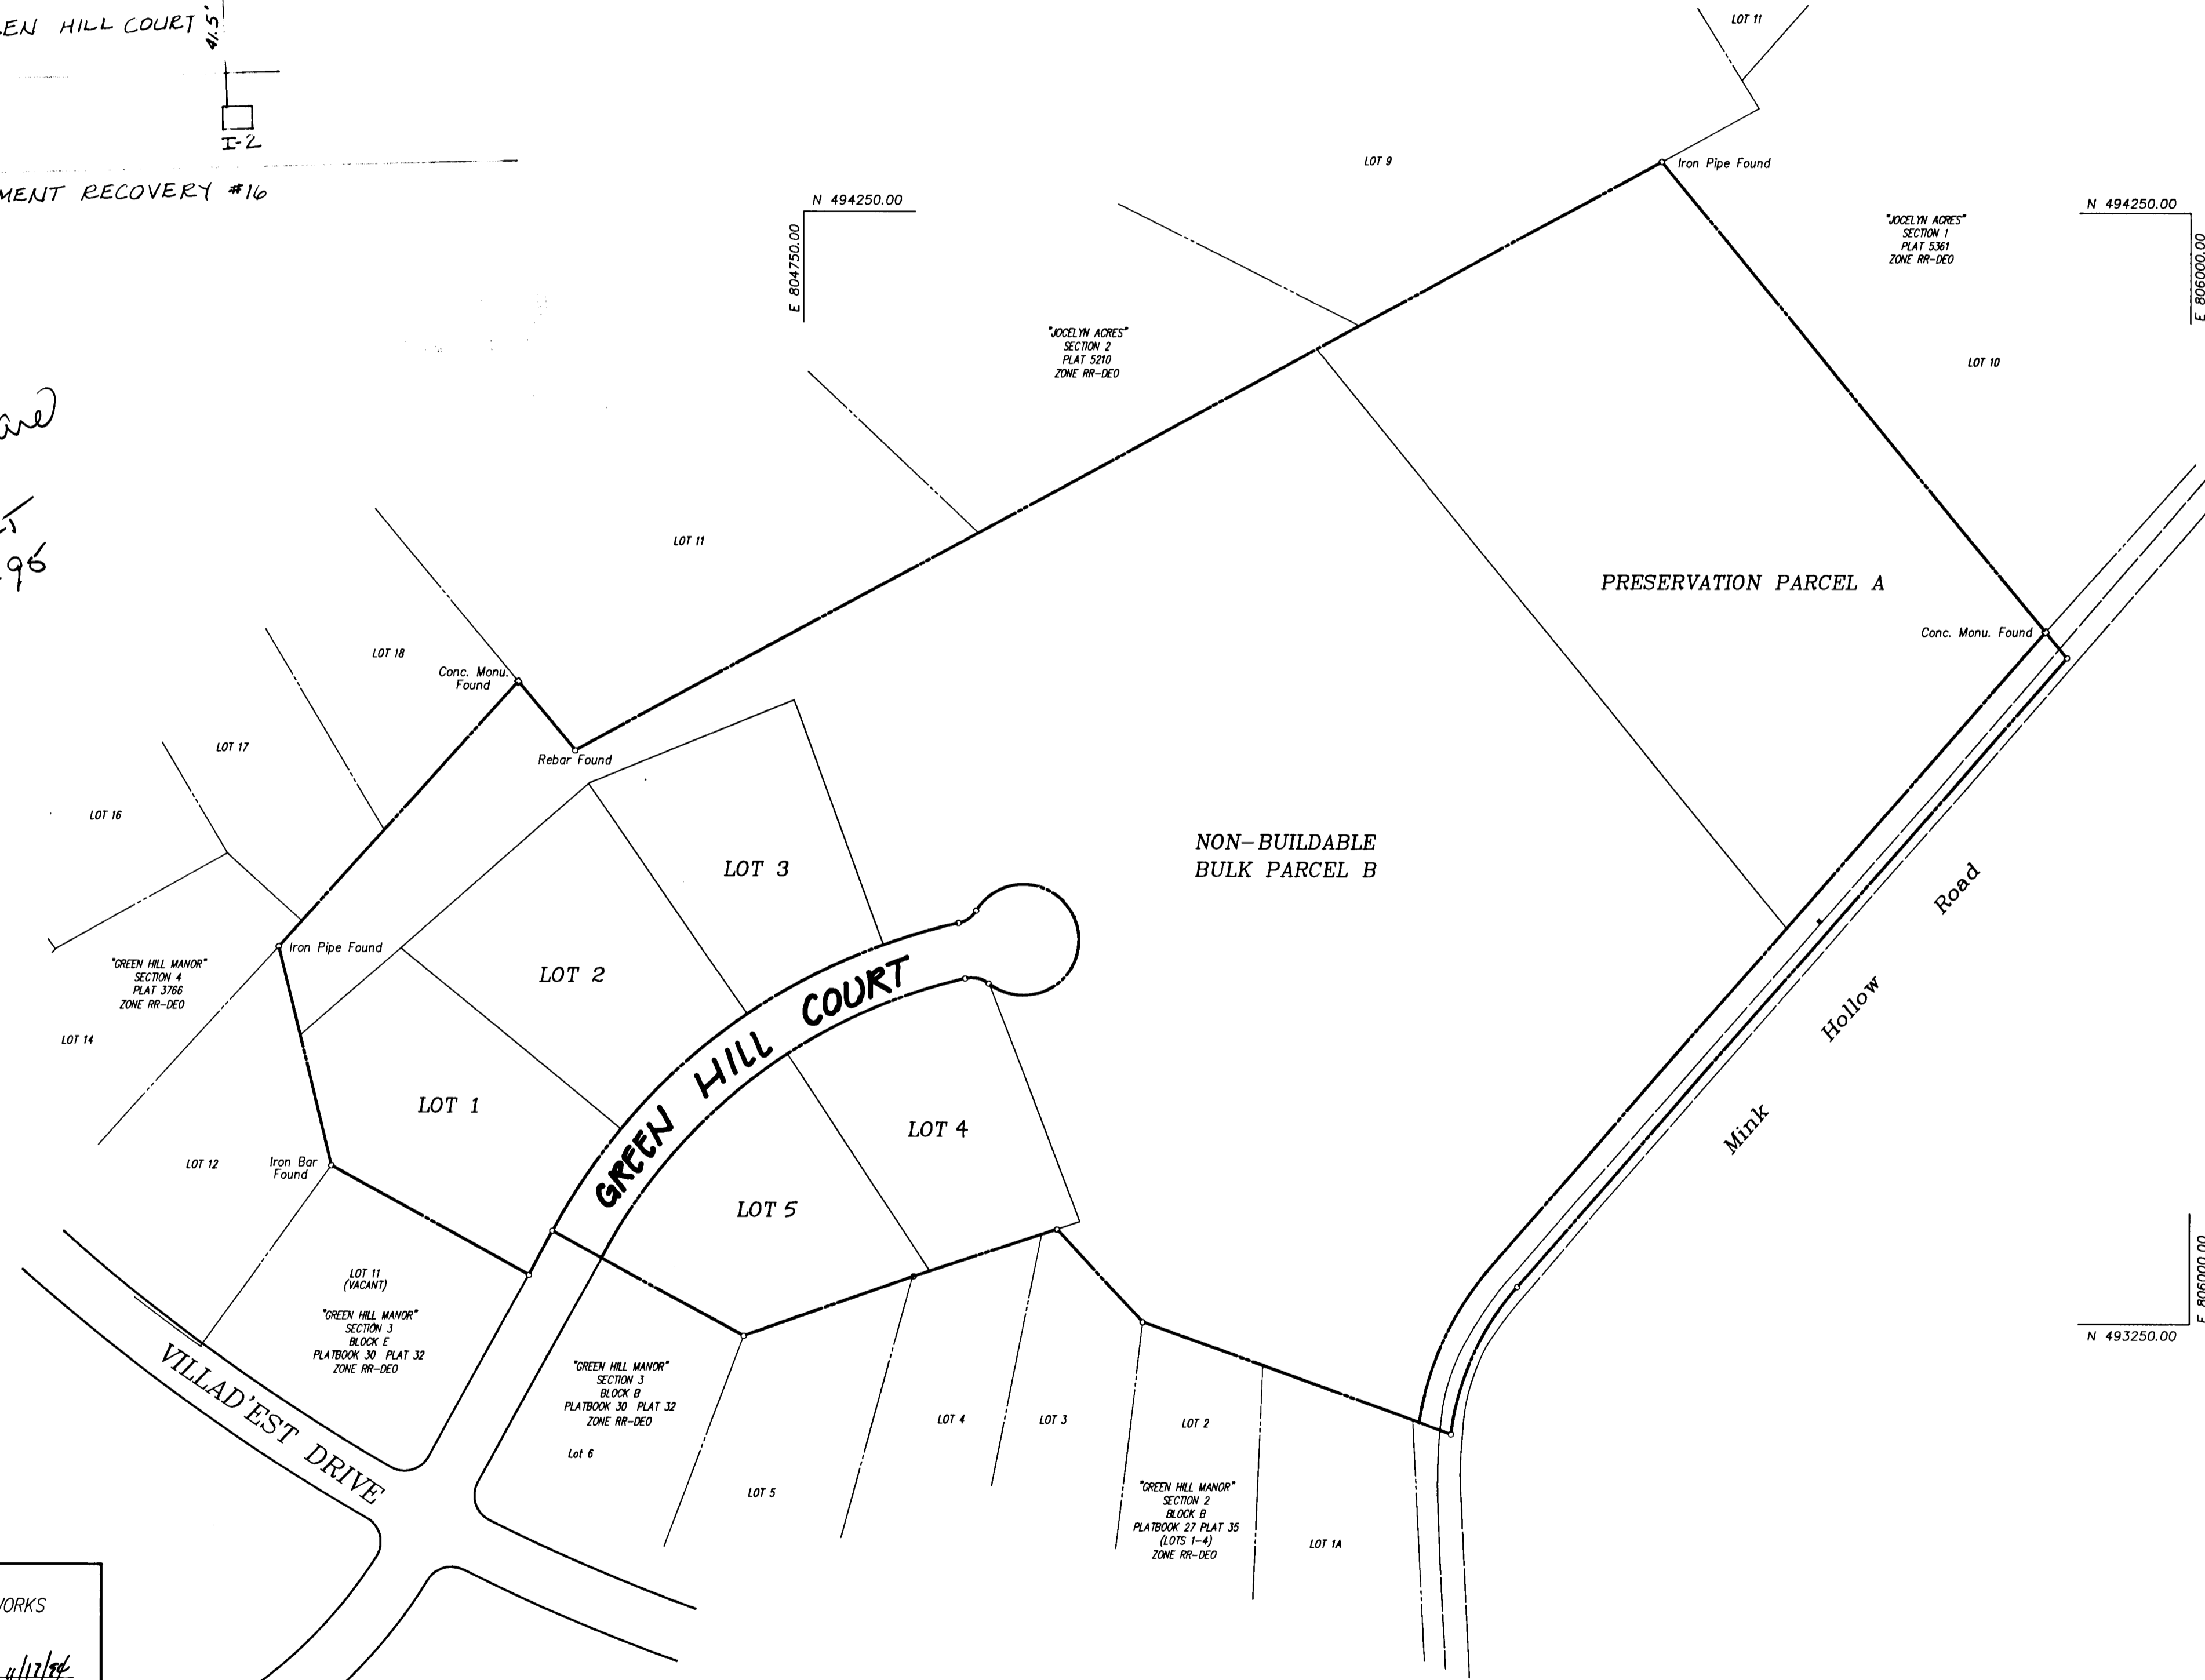 EN HILL COURT
41.5'
I-2
MENT RECOVERY #16
95
LOT 11
LOT 9
Iron Pipe Found
N 494250.00
E 804750.00
N 494250.00
E 806000.00
"JOCELYN ACRES"
SECTION 1
PLAT 5361
ZONE RR-DEO
LOT 10
"JOCELYN ACRES"
SECTION 2
PLAT 5210
ZONE RR-DEO
LOT 11
LOT 18
Conc. Monu.
Found
Rebar Found
PRESERVATION PARCEL A
Conc. Monu. Found
LOT 17
LOT 16
NON-BUILDABLE
BULK PARCEL B
LOT 3
Iron Pipe Found
LOT 2
"GREEN HILL MANOR"
SECTION 4
PLAT 3766
ZONE RR-DEO
LOT 14
LOT 1
GREEN HILL COURT
LOT 4
LOT 5
Mink Hollow Road
LOT 12
Iron Bar
Found
LOT 11
(VACANT)
"GREEN HILL MANOR"
SECTION 3
BLOCK E
PLATBOOK 30 PLAT 32
ZONE RR-DEO
VILLAD'EST DRIVE
"GREEN HILL MANOR"
SECTION 3
BLOCK B
PLATBOOK 30 PLAT 32
ZONE RR-DEO
Lot 6
LOT 5
LOT 4
LOT 3
LOT 2
"GREEN HILL MANOR"
SECTION 2
BLOCK B
PLATBOOK 27 PLAT 35
(LOTS 1-4)
ZONE RR-DEO
LOT 1A
E 806000.00
N 493250.00
WORKS